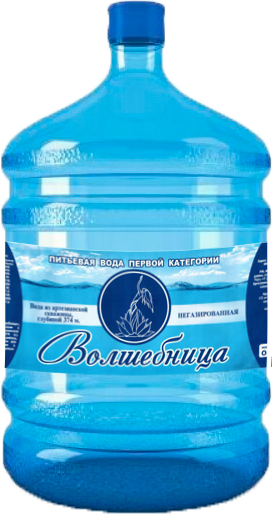 ПИТЬЕВАЯ ВОДА ПЕРВОЙ КАТЕГОРИИ
Вода из артезианской
скважины,
глубиной 374 м.
НЕГАЗИРОВАННАЯ
Волшебница